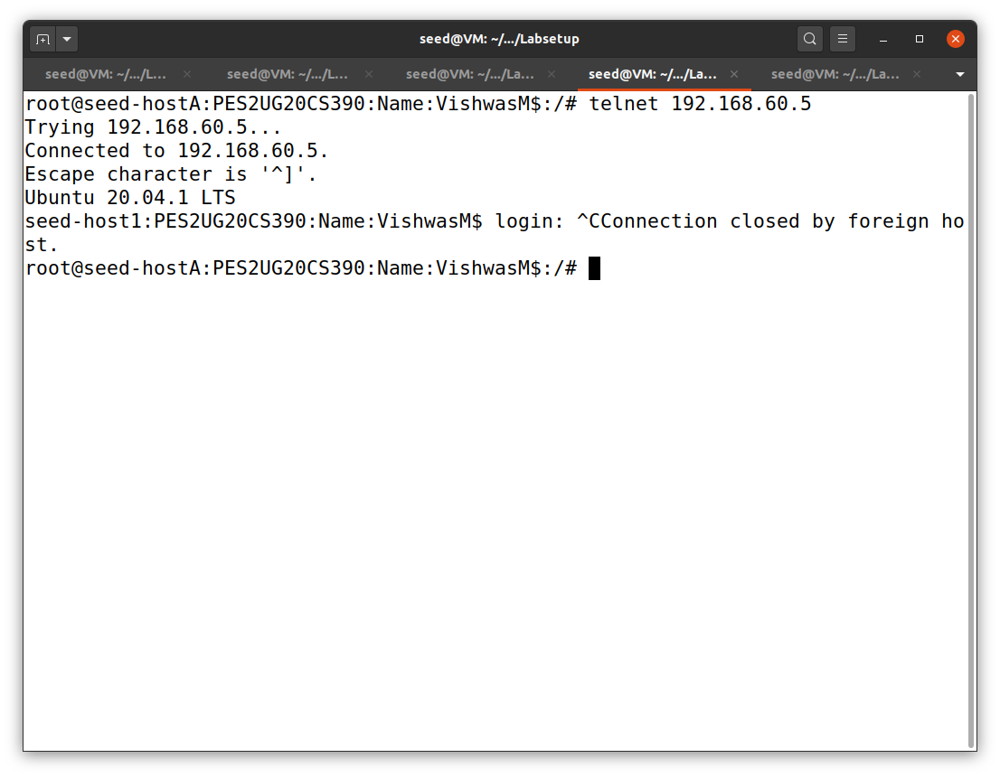 seed@VM: ~/.../Labsetup
seed@VM: ~/.../L... seed@VM: ~/.../L... seed@VM: ~/.../La... seed@VM: ~/.../La... seed@VM: ~/.../La...
root@seed-hostA:PES2UG20CS390:Name:VishwasM$:/# telnet 192.168.60.5
Trying 192.168.60.5...
Connected to 192.168.60.5.
Escape character is '^]'.
Ubuntu 20.04.1 LTS
seed-host1:PES2UG20CS390:Name:VishwasM$ login: ^CConnection closed by foreign ho
st.
root@seed-hostA:PES2UG20CS390:Name:VishwasM$:/#